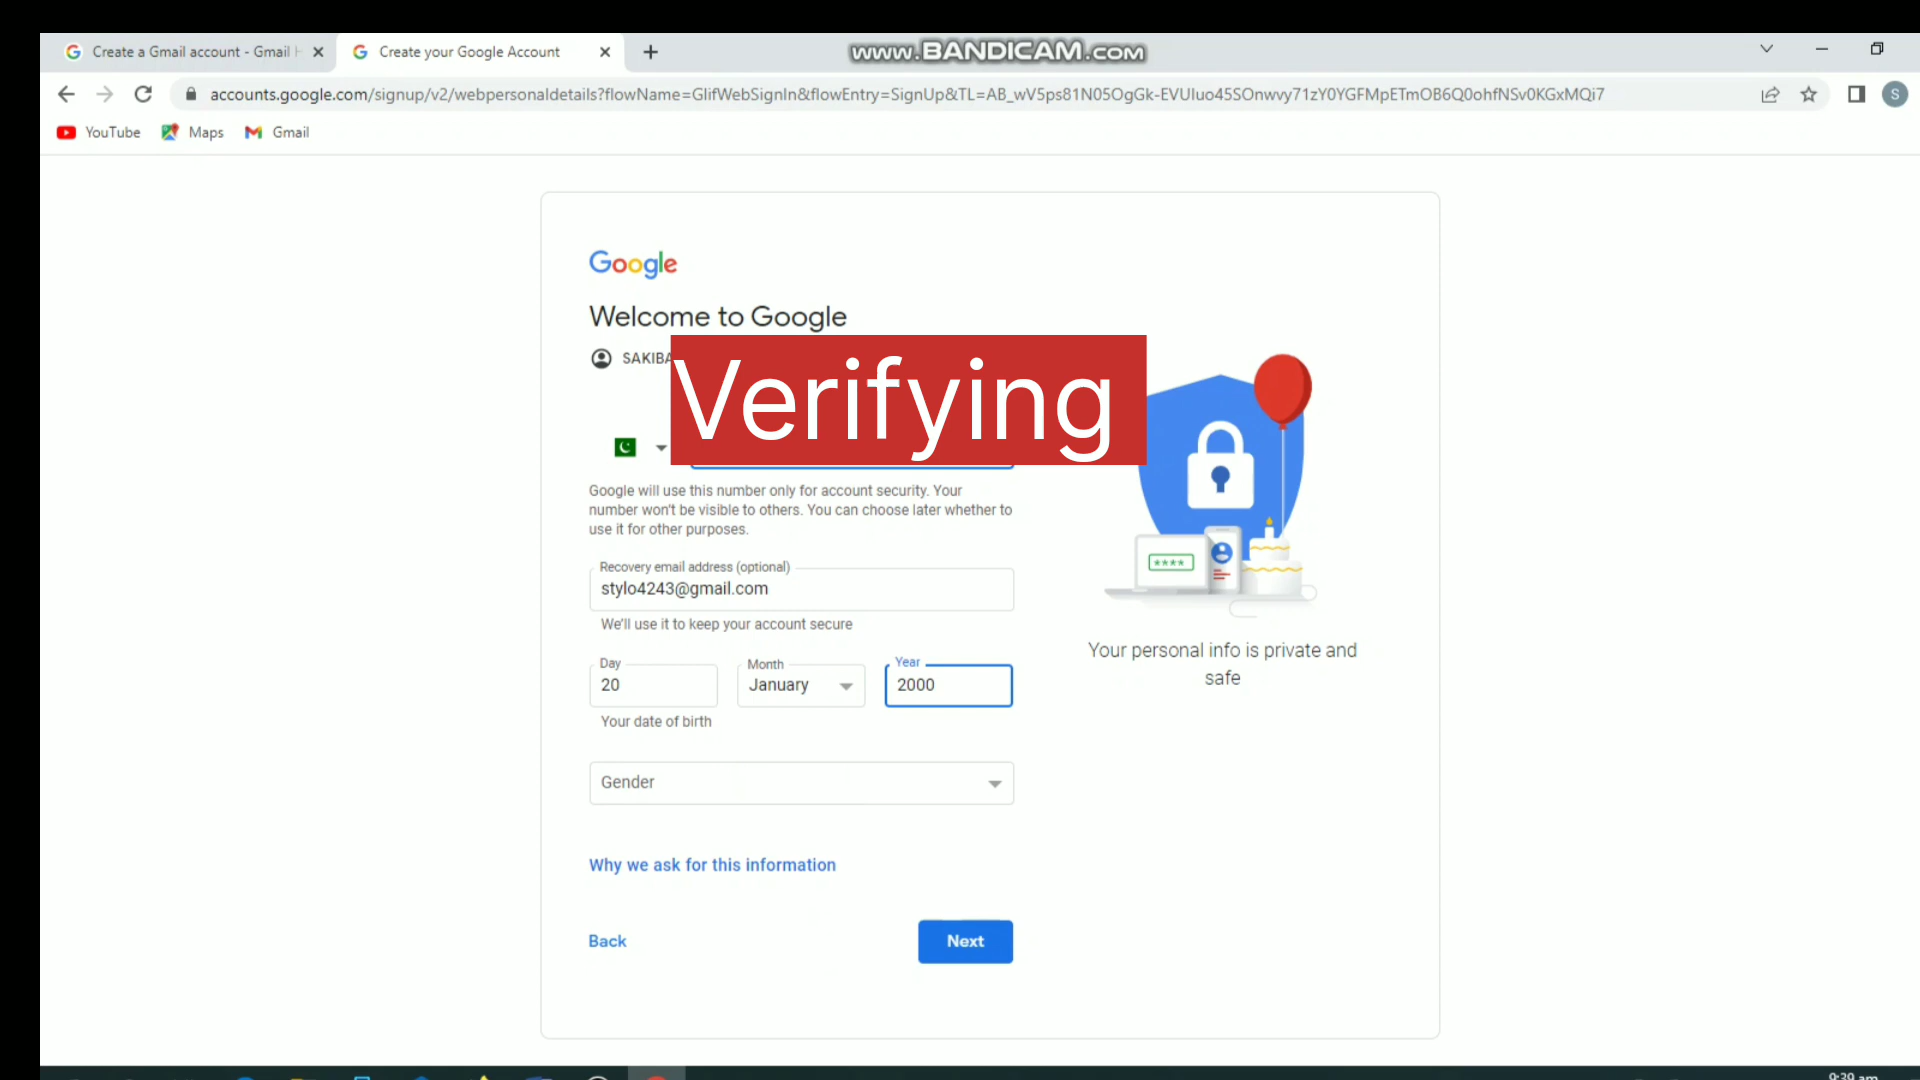 Create a Gmail account - Gmail H
Create your Google Account
www.BANDICAM.com
accounts.google.com/signup/v2/webpersonaldetails?flowName=GlifWebSignIn&flowEntry=SignUp&TL=AB_wV5ps81N05OgGk-EVUIuo45SOnwvy71zY0YGFMpETmOB6Q0ohfNSv0KGxMQi7
S
YouTube
Maps
Gmail
Google
Welcome to Google
SAKIBA
Verifying
Google will use this number only for account security. Your
number won't be visible to others. You can choose later whether to
use it for other purposes.
Recovery email address (optional)
stylo4243@gmail.com
We'll use it to keep your account secure
****
Your personal info is private and
safe
Day
Month
Year
20
January
2000
Your date of birth
Gender
Why we ask for this information
Back
Next
9:39 am